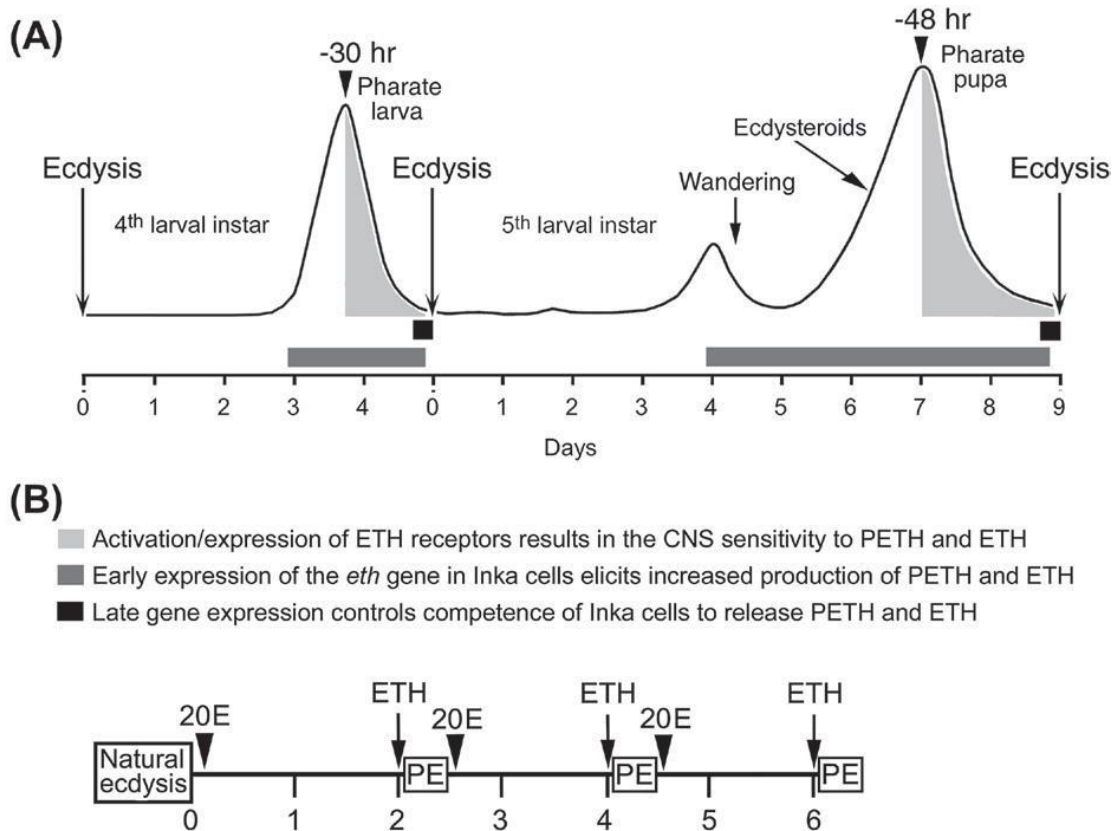 (A)
-30 hr
-48 hr
Pharate
larva
Pharate
pupa
Ecdysteroids
Ecdysis
Ecdysis
Wandering
Ecdysis
4th larval instar
5th larval instar
0 1 2 3 4 0 1 2 3 4 5 6 7 8 9
Days
(B)
Activation/expression of ETH receptors results in the CNS sensitivity to PETH and ETH
Early expression of the eth gene in Inka cells elicits increased production of PETH and ETH
Late gene expression controls competence of Inka cells to release PETH and ETH
ETH ETH ETH
20E 20E 20E
Natural
ecdysis
PE PE PE
0 1 2 3 4 5 6